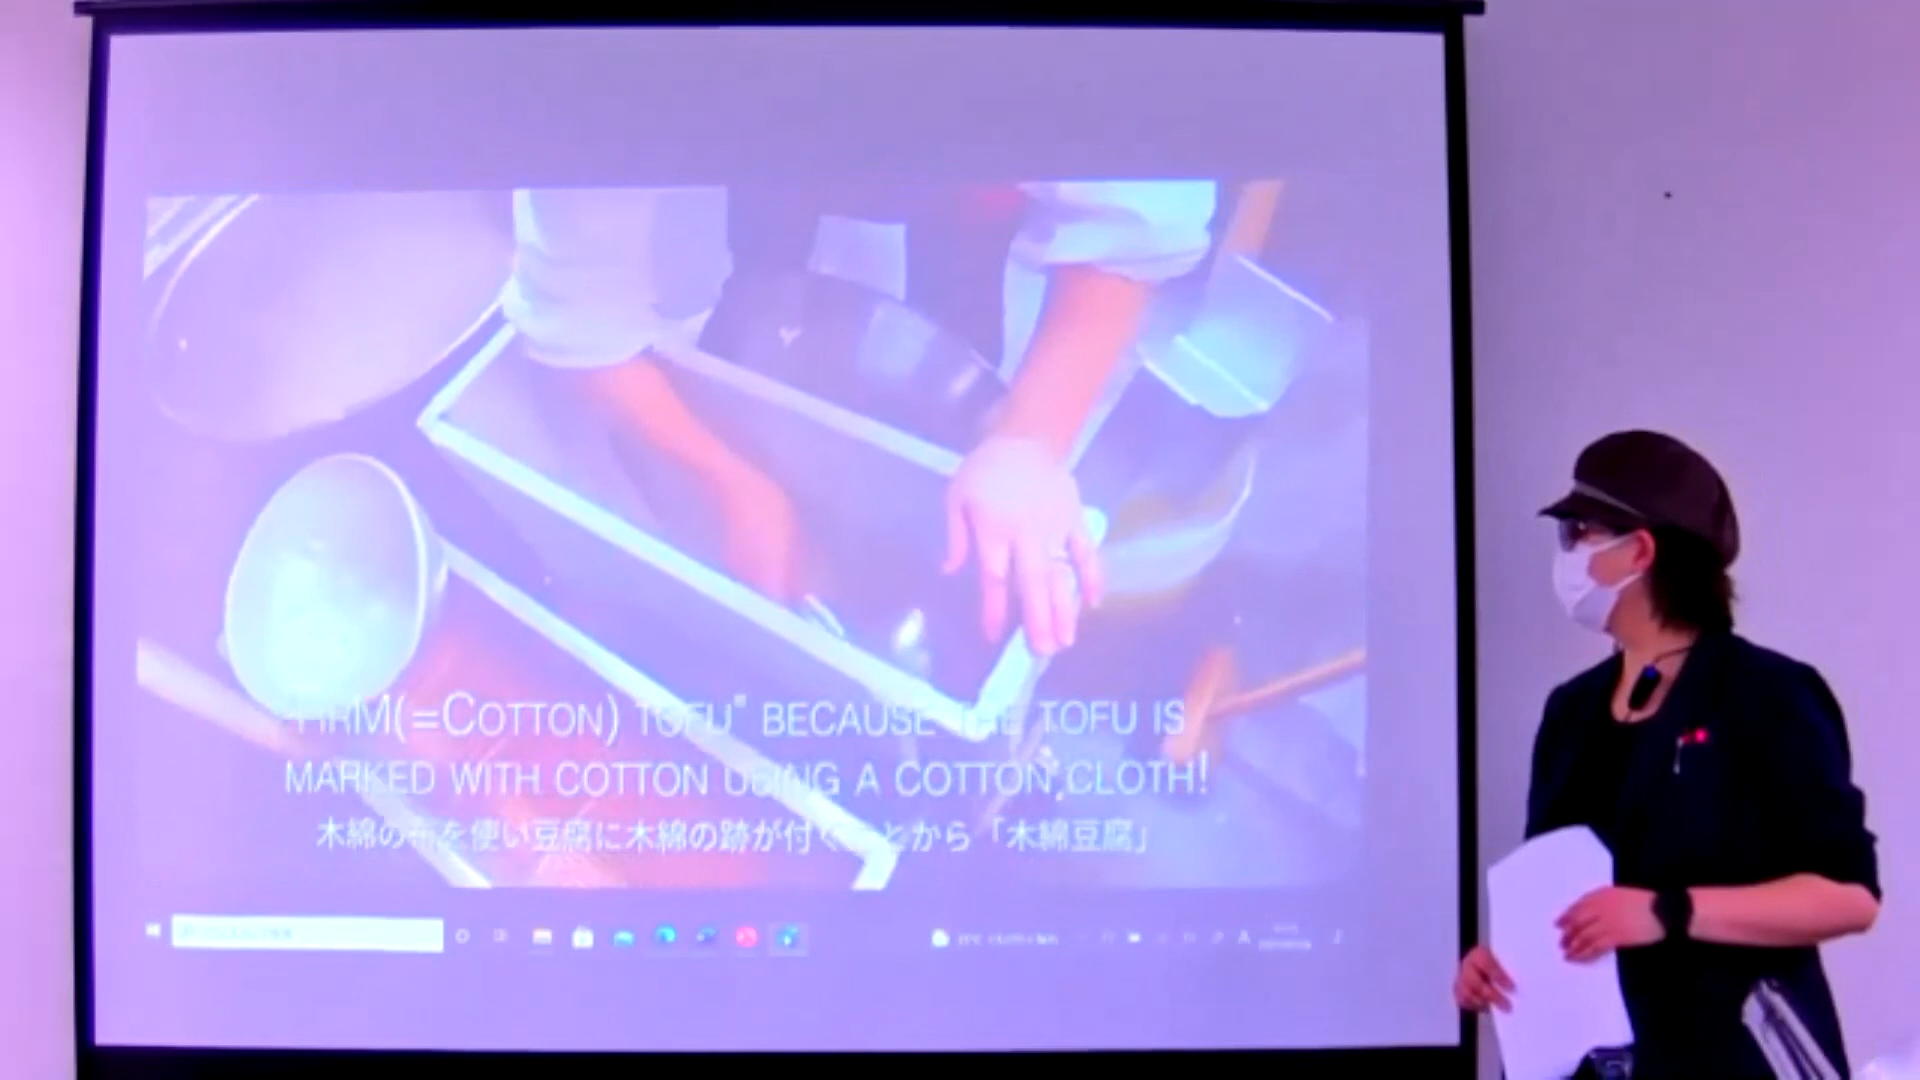 "FIRM(=COTTON) TOFU" BECAUSE THE TOFU IS
MARKED WITH COTTON USING A COTTON CLOTH!
木綿の布を使い豆腐に木綿の跡が付くことから「木綿豆腐」